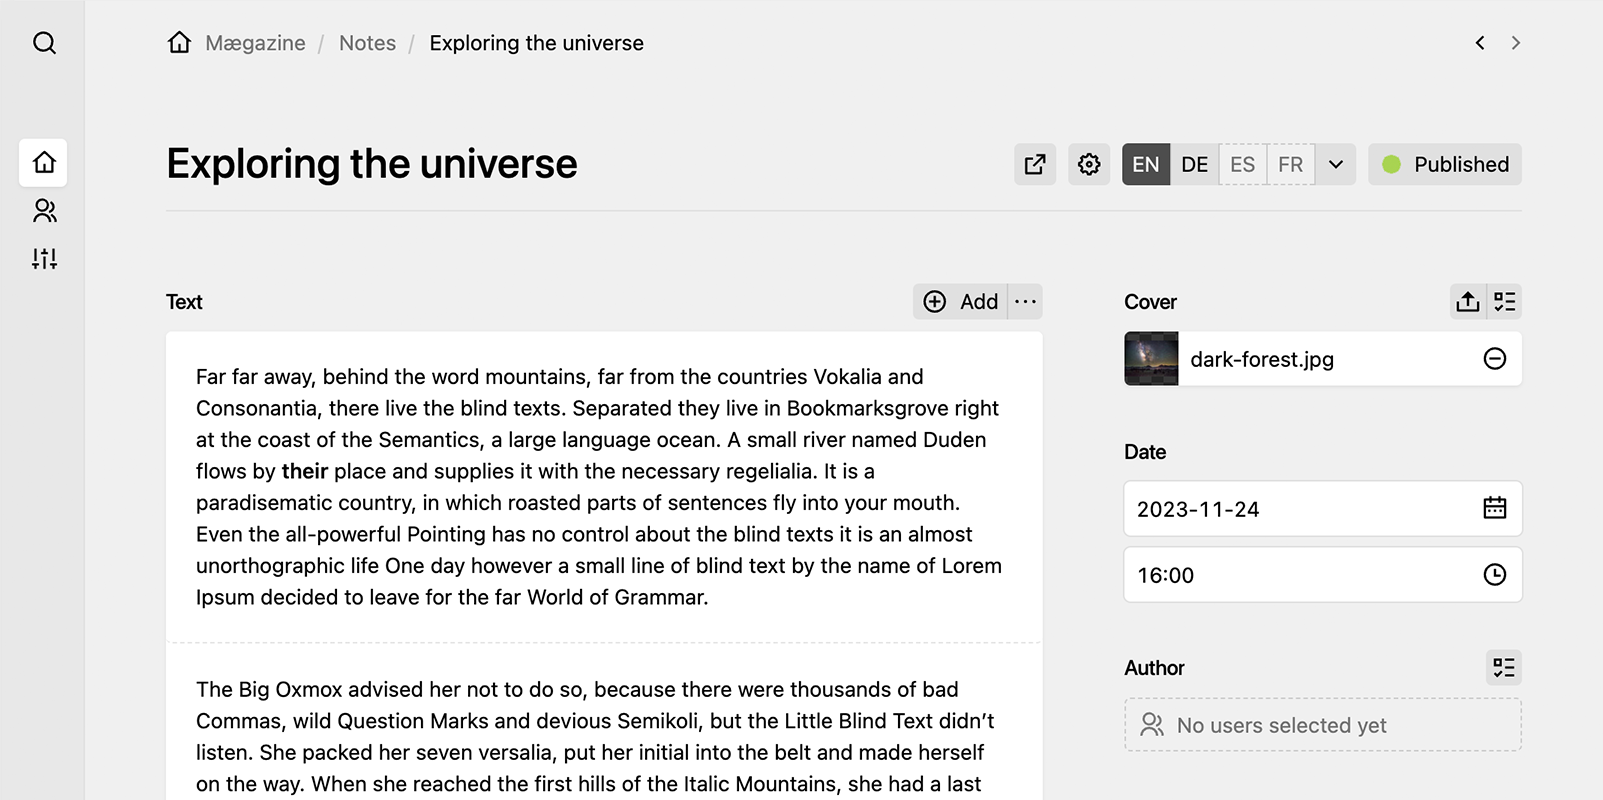 Mægazine / Notes / Exploring the universe
Exploring the universe
EN DE ES FR Published
Text Add
Far far away, behind the word mountains, far from the countries Vokalia and
Consonantia, there live the blind texts. Separated they live in Bookmarksgrove right
at the coast of the Semantics, a large language ocean. A small river named Duden
flows by their place and supplies it with the necessary regelialia. It is a
paradisematic country, in which roasted parts of sentences fly into your mouth.
Even the all-powerful Pointing has no control about the blind texts it is an almost
unorthographic life One day however a small line of blind text by the name of Lorem
Ipsum decided to leave for the far World of Grammar.
The Big Oxmox advised her not to do so, because there were thousands of bad
Commas, wild Question Marks and devious Semikoli, but the Little Blind Text didn’t
listen. She packed her seven versalia, put her initial into the belt and made herself
on the way. When she reached the first hills of the Italic Mountains, she had a last
Cover
dark-forest.jpg
Date
2023-11-24
16:00
Author
No users selected yet